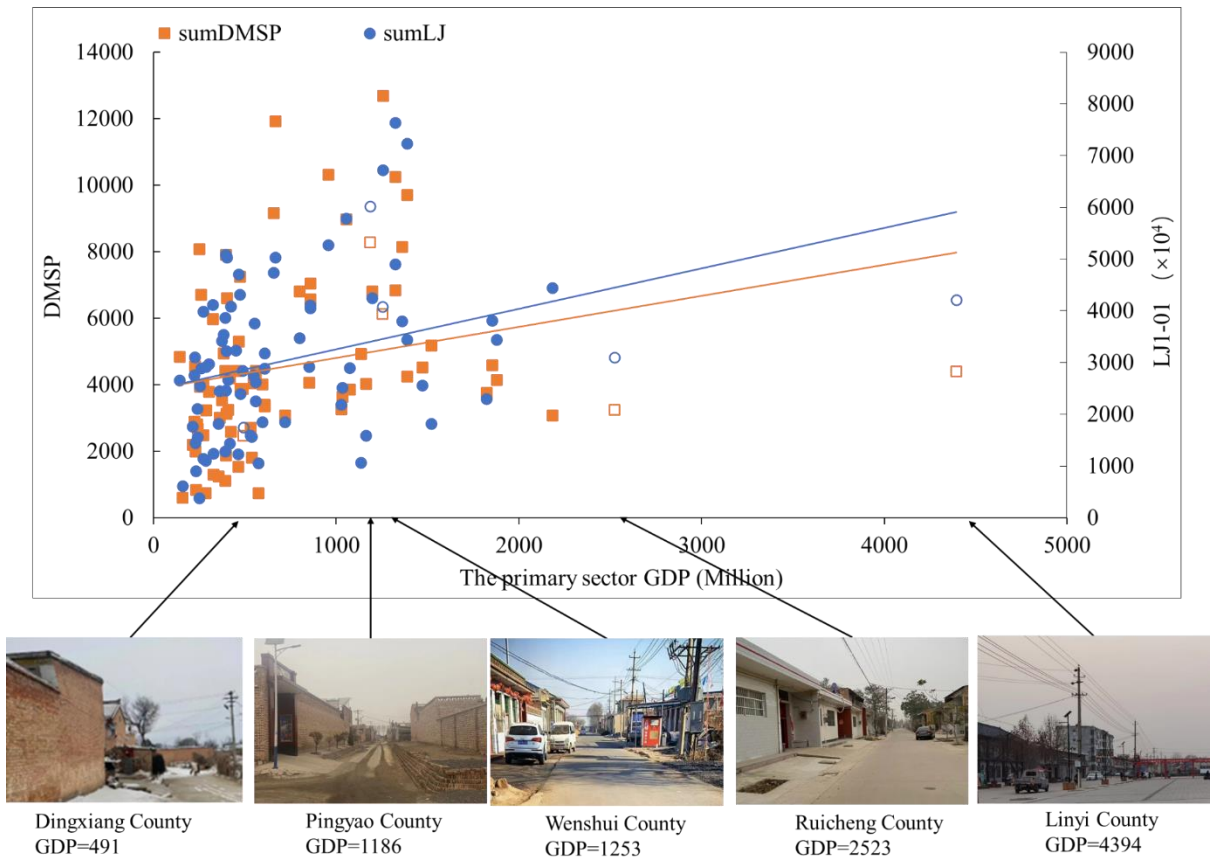 sumDMSP sumLJ
14000 9000
12000 8000
10000 7000
8000 6000
6000 5000
4000 4000
2000 3000
0 2000
1000
0
DMSP
LJ1-01 （×10⁴）
0 1000 2000 3000 4000 5000
The primary sector GDP (Million)
Dingxiang County
GDP=491
Pingyao County
GDP=1186
Wenshui County
GDP=1253
Ruicheng County
GDP=2523
Linyi County
GDP=4394